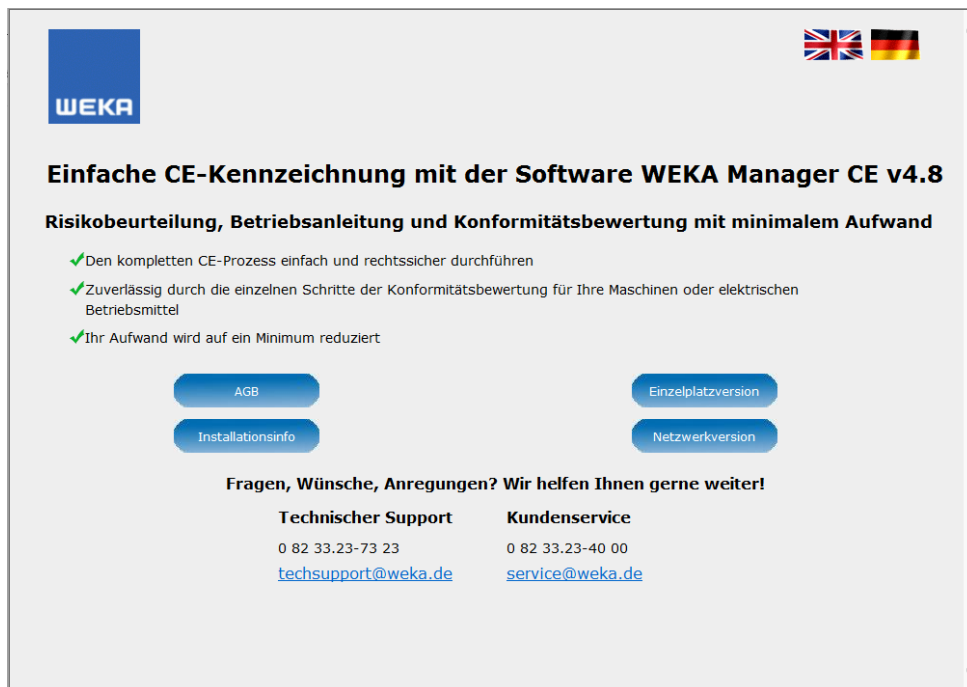 WEKA
Einfache CE-Kennzeichnung mit der Software WEKA Manager CE v4.8
Risikobeurteilung, Betriebsanleitung und Konformitätsbewertung mit minimalem Aufwand
Den kompletten CE-Prozess einfach und rechtssicher durchführen
Zuverlässig durch die einzelnen Schritte der Konformitätsbewertung für Ihre Maschinen oder elektrischen
Betriebsmittel
Ihr Aufwand wird auf ein Minimum reduziert
AGB
Einzelplatzversion
Installationsinfo
Netzwerkversion
Fragen, Wünsche, Anregungen? Wir helfen Ihnen gerne weiter!
Technischer Support
Kundenservice
0 82 33.23-73 23
0 82 33.23-40 00
techsupport@weka.de
service@weka.de